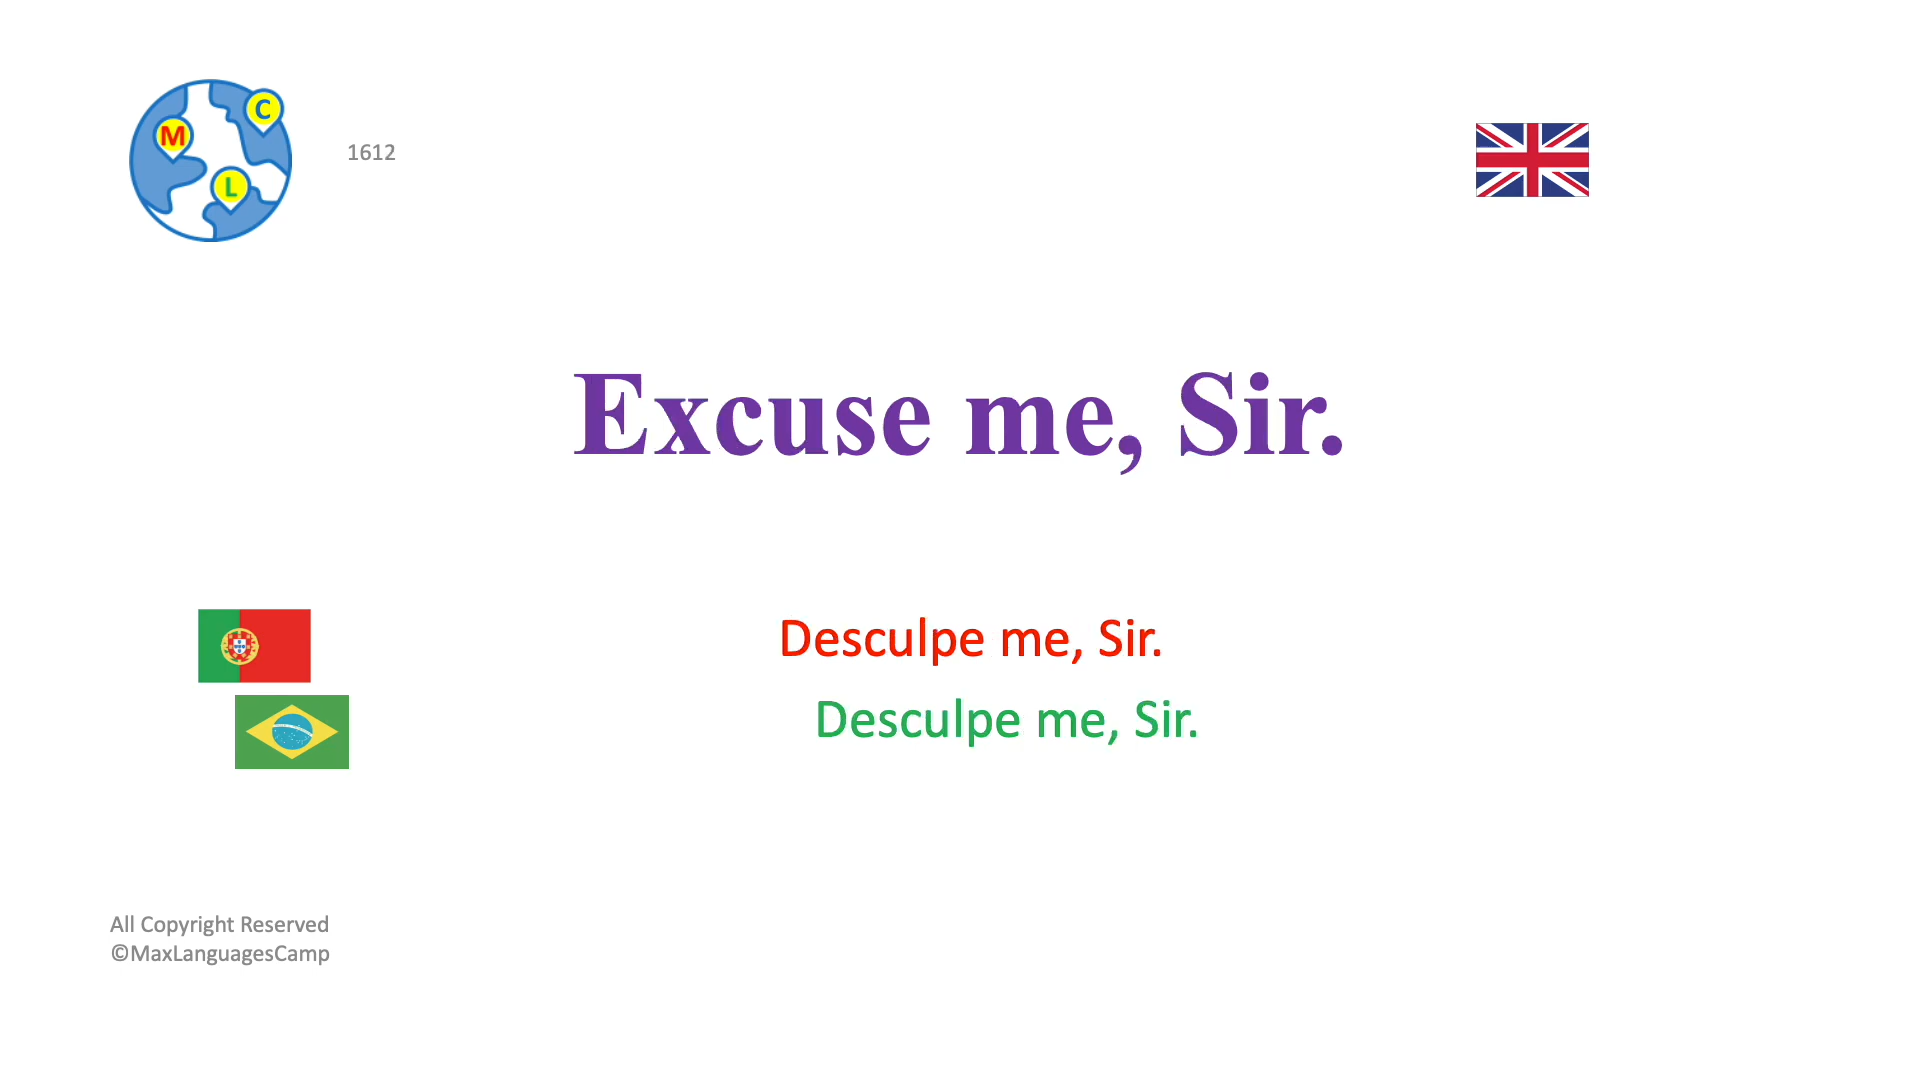 C
M
L
1612
Excuse me, Sir.
Desculpe me, Sir.
Desculpe me, Sir.
All Copyright Reserved
©MaxLanguagesCamp